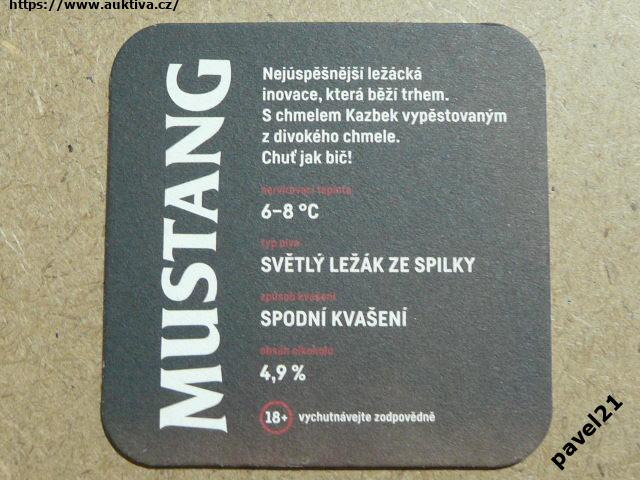 https://www.auktiva.cz/
MUSTANG
Nejúspěšnější ležácká
inovace, která běží trhem.
S chmelem Kazbek vypěstovaným
z divokého chmele.
Chuť jak bič!
servírovací teplota
6–8 °C
typ piva
SVĚTLÝ LEŽÁK ZE SPILKY
způsob kvašení
SPODNÍ KVAŠENÍ
obsah alkoholu
4,9 %
18+ vychutnávejte zodpovědně
pavel21